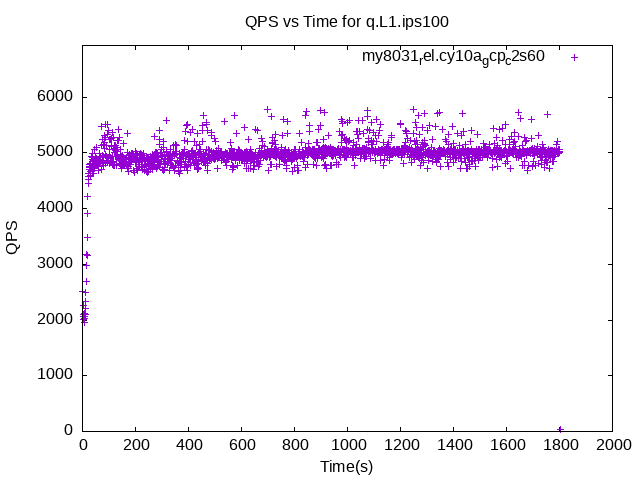 QPS vs Time for q.L1.ips100
my8031rel.cy10agcpc2s60
6000
5000
4000
3000
2000
1000
0
QPS
0 200 400 600 800 1000 1200 1400 1600 1800 2000
Time(s)